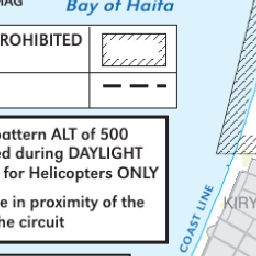 MAG
Bay of Haifa
ROHIBITED
pattern ALT of 500
ed during DAYLIGHT
for Helicopters ONLY
e in proximity of the
he circuit
COAST LINE
KIRY